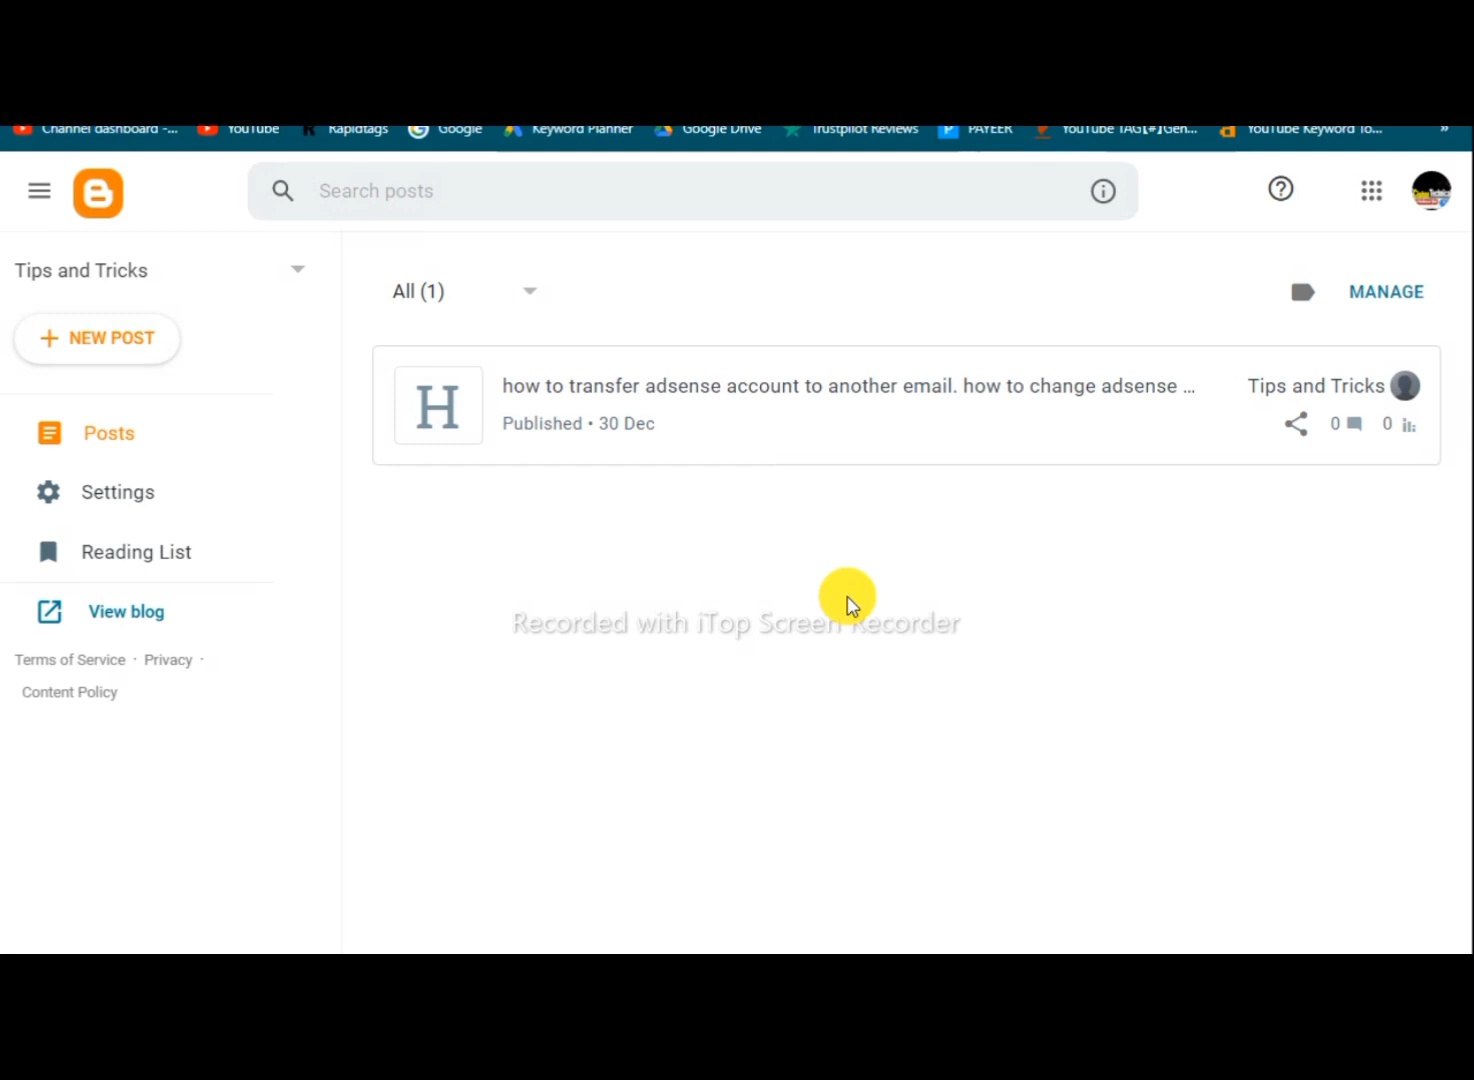 Channel dashboard -... YouTube Rapidtags Google Keyword Planner Google Drive Trustpilot Reviews PAYEER YouTube TAG[#]Gen... YouTube Keyword To... »
Search posts
Tips and Tricks
All (1)
MANAGE
+ NEW POST
H
how to transfer adsense account to another email. how to change adsense ...
Tips and Tricks
Published • 30 Dec
0 0
Posts
Settings
Reading List
View blog
Recorded with iTop Screen Recorder
Terms of Service · Privacy ·
Content Policy